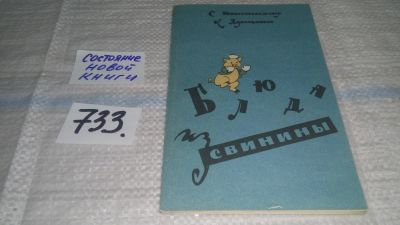 Состояние
новой
книги
733.
Блюда
из
свинины